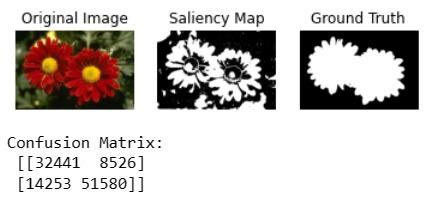 Original Image Saliency Map Ground Truth
Confusion Matrix:
[[32441 8526]
[14253 51580]]